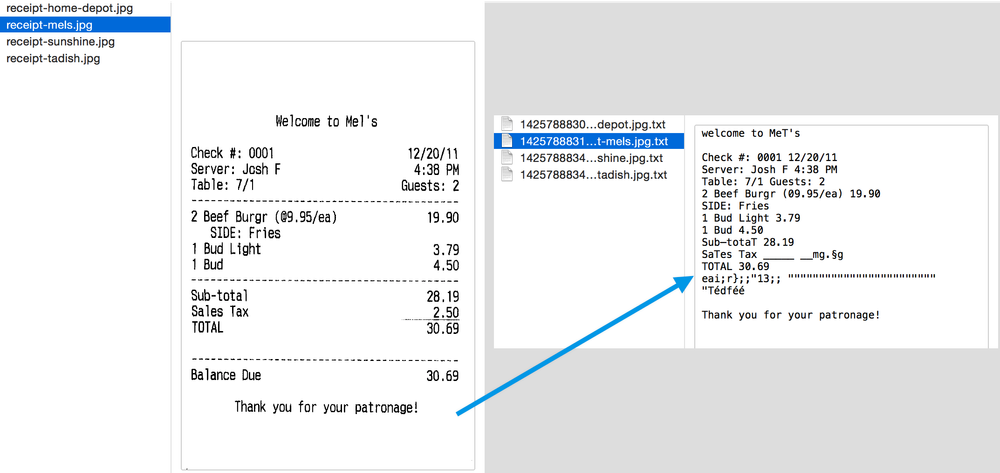 receipt-home-depot.jpg
receipt-mels.jpg
receipt-sunshine.jpg
receipt-tadish.jpg
Welcome to Mel's
Check #: 0001 12/20/11
Server: Josh F 4:38 PM
Table: 7/1 Guests: 2
2 Beef Burgr (@9.95/ea) 19.90
SIDE: Fries
1 Bud Light 3.79
1 Bud 4.50
Sub-total 28.19
Sales Tax 2.50
TOTAL 30.69
Balance Due 30.69
Thank you for your patronage!
1425788830...depot.jpg.txt
1425788831...t-mels.jpg.txt
1425788834...shine.jpg.txt
1425788834...tadish.jpg.txt
welcome to MeT's
Check #: 0001 12/20/11
Server: Josh F 4:38 PM
Table: 7/1 Guests: 2
2 Beef Burgr (09.95/ea) 19.90
SIDE: Fries
1 Bud Light 3.79
1 Bud 4.50
Sub-totaT 28.19
SaTes Tax _____ __mg.§g
TOTAL 30.69
eai;r};;"13;; """""""""""""""""""""""""
"Tédféé
Thank you for your patronage!